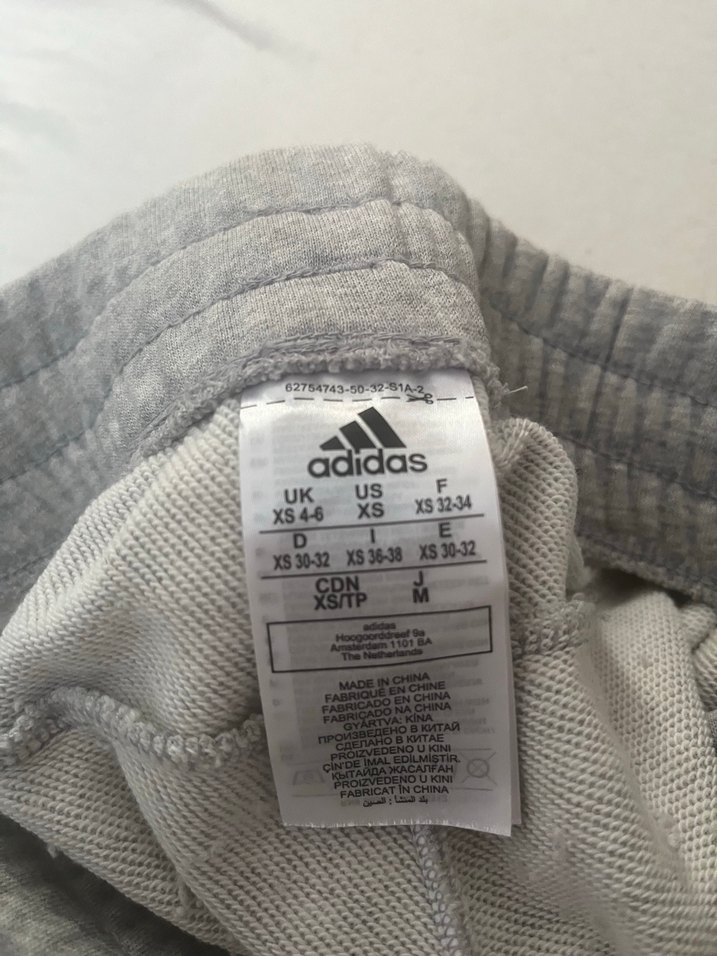 62754743-50-32-S1A-2
adidas
UK US F
XS 4-6 XS XS 32-34
D I E
XS 30-32 XS 36-38 XS 30-32
CDN J
XS/TP M
adidas
Hoogoorddreef 9a
Amsterdam 1101 BA
The Netherlands
MADE IN CHINA
FABRIQUÉ EN CHINE
FABRICADO EN CHINA
FABRICADO NA CHINA
GYÁRTVA: KÍNA
ПРОИЗВЕДЕНО В КИТАЙ
СДЕЛАНО В КИТАЕ
PROIZVEDENO U KINI
ÇİN'DE İMAL EDİLMİŞTİR.
ҚЫТАЙДА ЖАСАЛҒАН
PROIZVEDENO U KINI
FABRICAT ÎN CHINA
بلد المنشأ : الصين